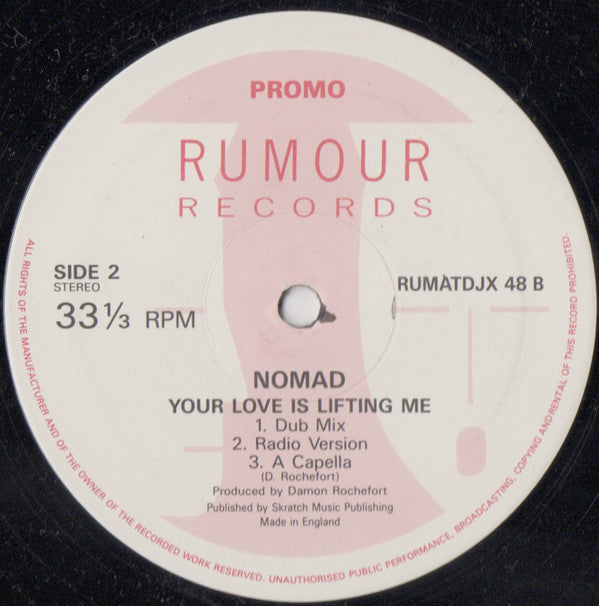 PROMO
RUMOUR
RECORDS
SIDE 2
STEREO
33⅓ RPM
RUMATDJX 48 B
NOMAD
YOUR LOVE IS LIFTING ME
1. Dub Mix
2. Radio Version
3. A Capella
(D. Rochefort)
Produced by Damon Rochefort
Published by Skratch Music Publishing
Made in England
ALL RIGHTS OF THE MANUFACTURER AND OF THE OWNER OF THE RECORDED WORK RESERVED. UNAUTHORISED PUBLIC PERFORMANCE, BROADCASTING, COPYING AND RENTAL OF THIS RECORD PROHIBITED.